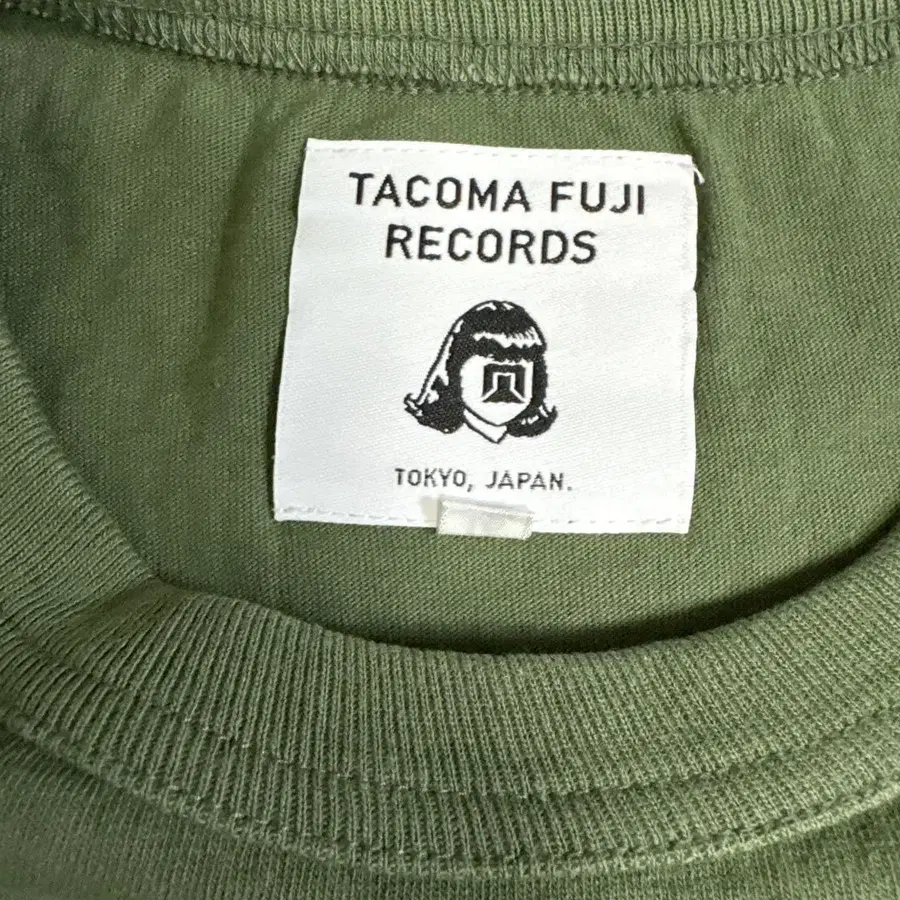 TACOMA FUJI
RECORDS
TOKYO, JAPAN.